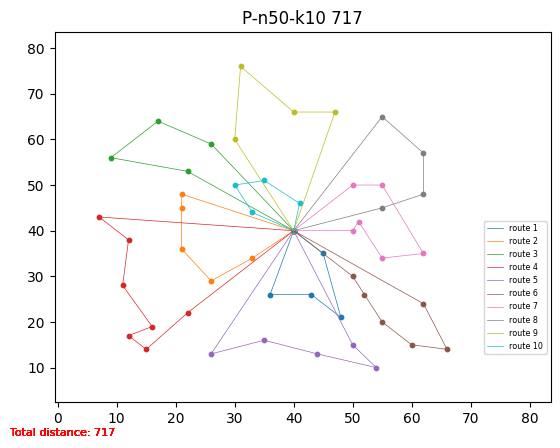 P-n50-k10 717
80
70
60
50
40
30
20
10
0 10 20 30 40 50 60 70 80
route 1
route 2
route 3
route 4
route 5
route 6
route 7
route 8
route 9
route 10
Total distance: 717